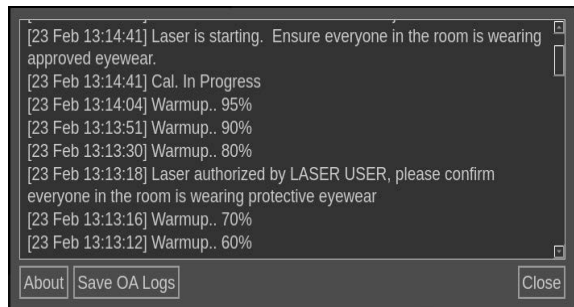 [23 Feb 13:14:41] Laser is starting.  Ensure everyone in the room is wearing
approved eyewear.
[23 Feb 13:14:41] Cal. In Progress
[23 Feb 13:14:04] Warmup.. 95%
[23 Feb 13:13:51] Warmup.. 90%
[23 Feb 13:13:30] Warmup.. 80%
[23 Feb 13:13:18] Laser authorized by LASER USER, please confirm
everyone in the room is wearing protective eyewear
[23 Feb 13:13:16] Warmup.. 70%
[23 Feb 13:13:12] Warmup.. 60%
About Save OA Logs Close